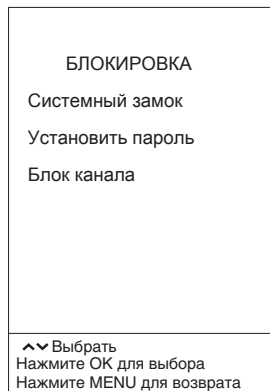 БЛОКИРОВКА
Системный замок
Установить пароль
Блок канала
Выбрать
Нажмите OK для выбора
Нажмите MENU для возврата